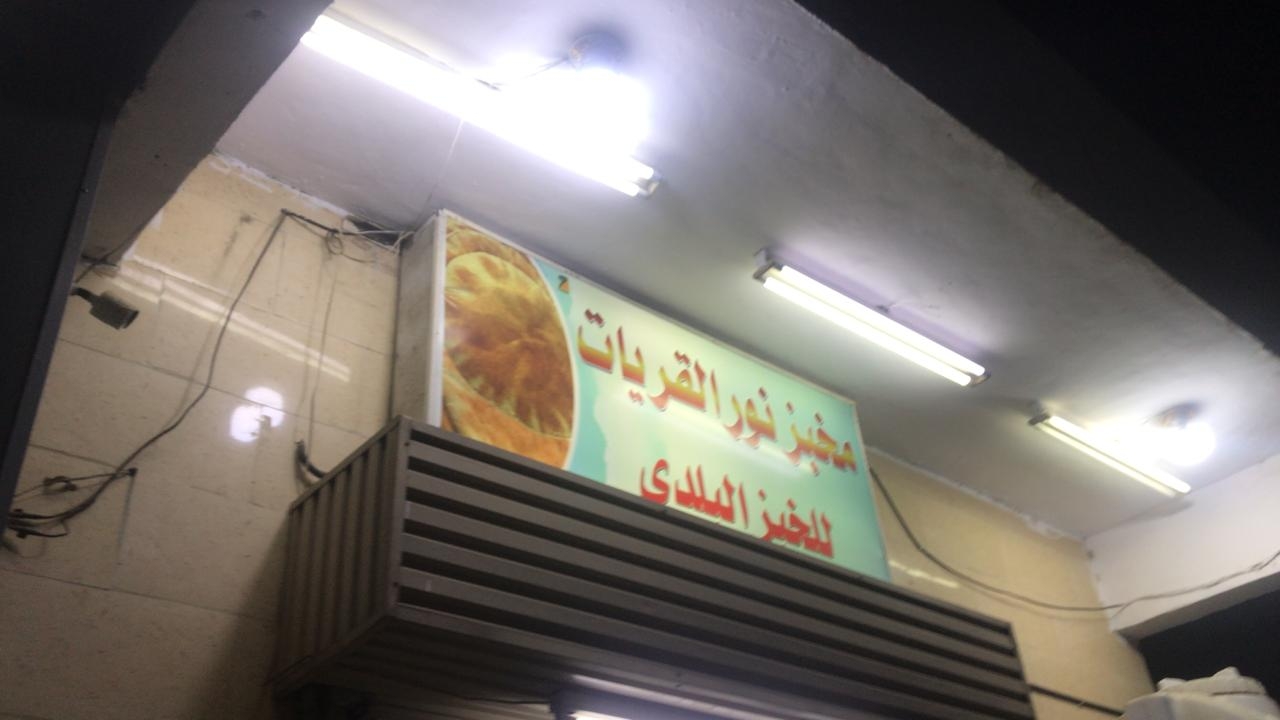 مخبز نور القريات
للخبز البلدى